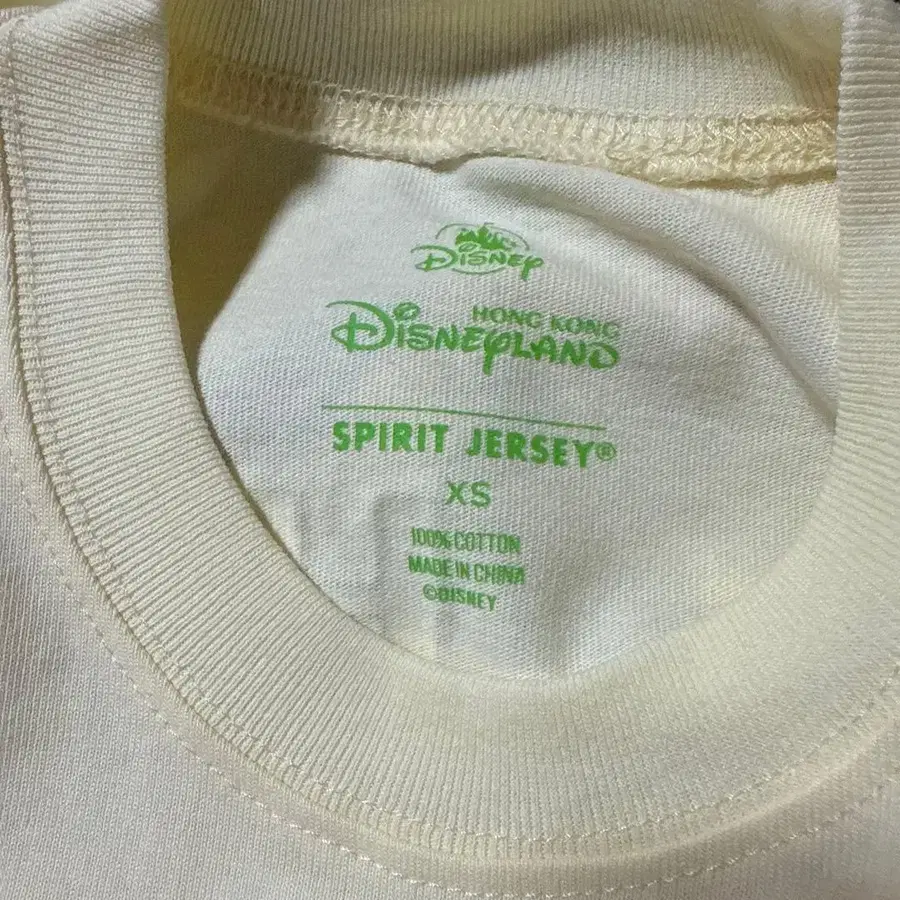 Disney
HONG KONG
Disneyland
SPIRIT JERSEY®
XS
100% COTTON
MADE IN CHINA
©DISNEY